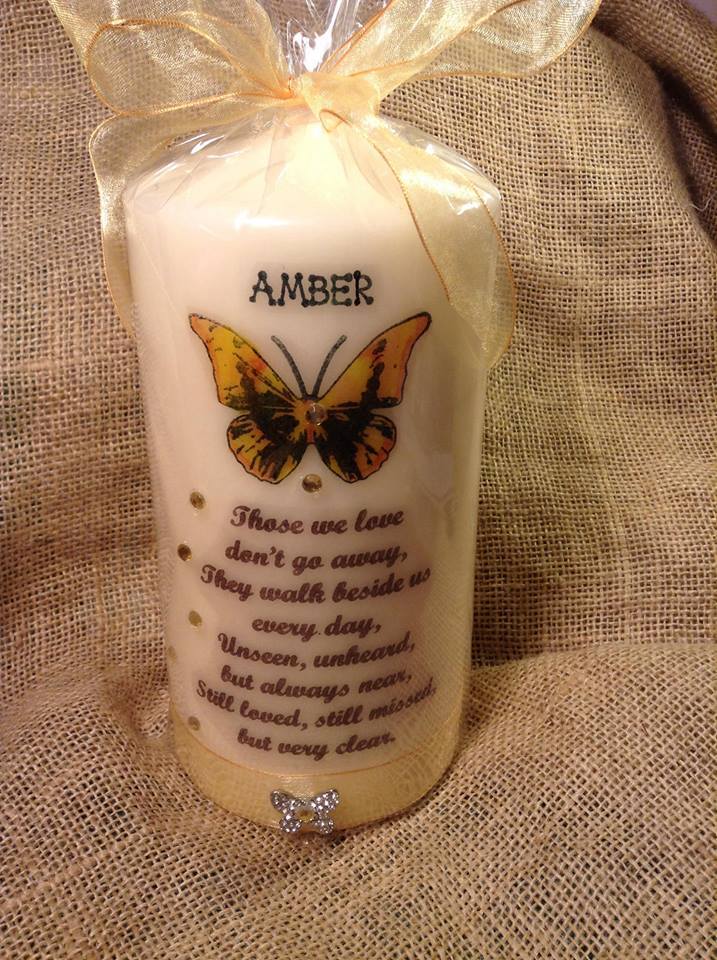 AMBER
Those we love
don't go away,
They walk beside us
every day,
Unseen, unheard,
but always near,
Still loved, still missed,
but very clear.